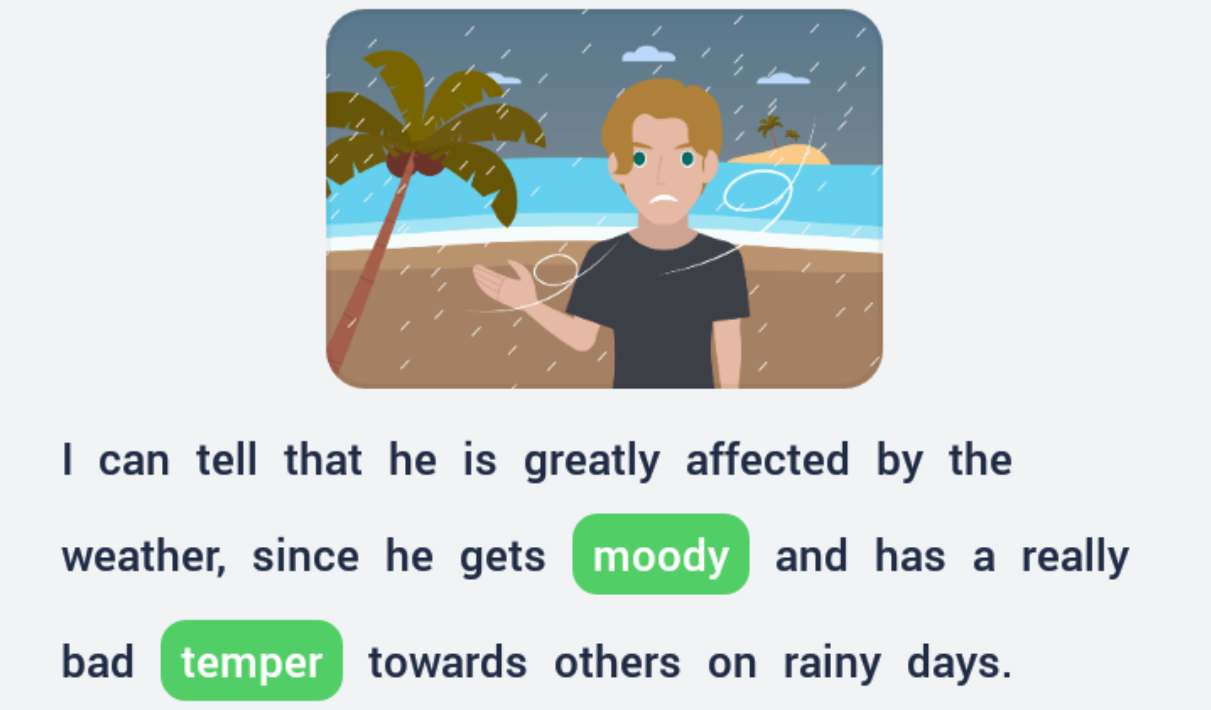 I can tell that he is greatly affected by the
weather, since he gets moody and has a really
bad temper towards others on rainy days.